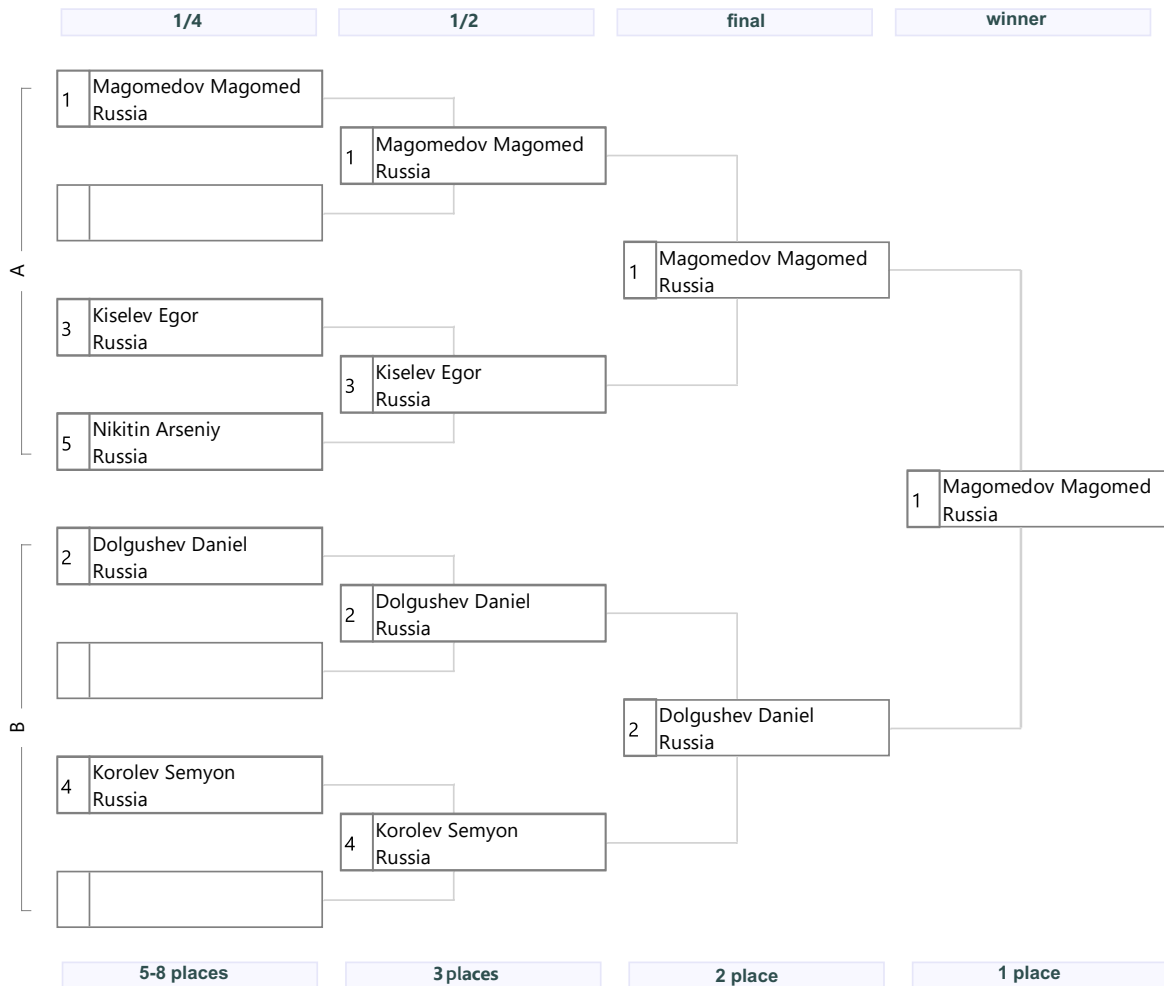 1/4
1/2
final
winner
A
1
Magomedov Magomed
Russia
3
Kiselev Egor
Russia
5
Nikitin Arseniy
Russia
B
2
Dolgushev Daniel
Russia
4
Korolev Semyon
Russia
1
Magomedov Magomed
Russia
3
Kiselev Egor
Russia
2
Dolgushev Daniel
Russia
4
Korolev Semyon
Russia
1
Magomedov Magomed
Russia
2
Dolgushev Daniel
Russia
1
Magomedov Magomed
Russia
5-8 places
3 places
2 place
1 place